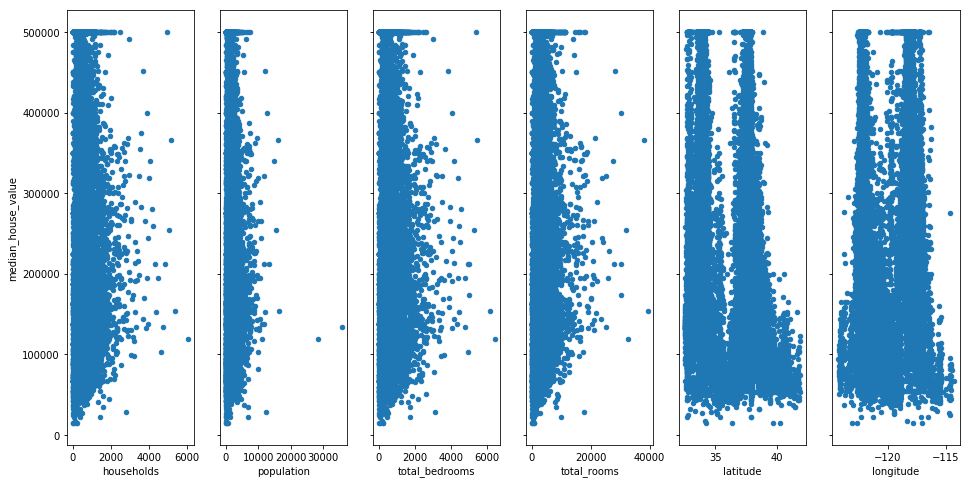 500000
400000
300000
200000
100000
0
median_house_value
0 2000 4000 6000
households
0 10000 20000 30000
population
0 2000 4000 6000
total_bedrooms
0 20000 40000
total_rooms
35 40
latitude
−120 −115
longitude